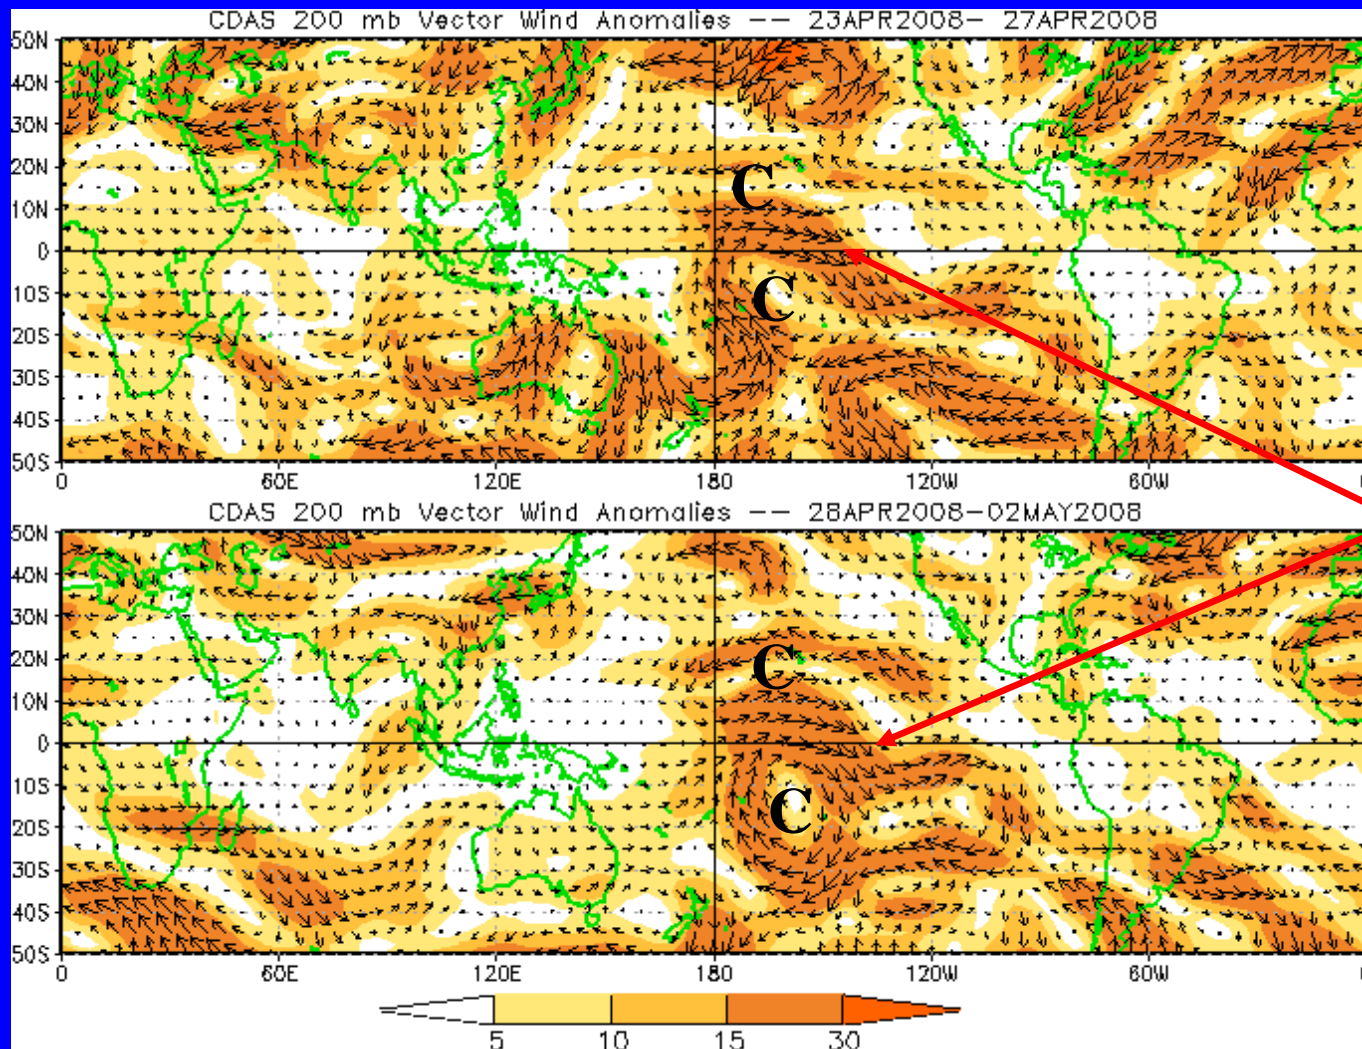 CDAS 200 mb Vector Wind Anomalies -- 23APR2008- 27APR2008
50N
40N
30N
20N
C
10N
0
C
10S
20S
30S
40S
50S
0 60E 120E 180 120W 60W
CDAS 200 mb Vector Wind Anomalies -- 28APR2008-02MAY2008
50N
40N
30N
20N
C
10N
0
10S
C
20S
30S
40S
50S
0 60E 120E 180 120W 60W
5 10 15 30